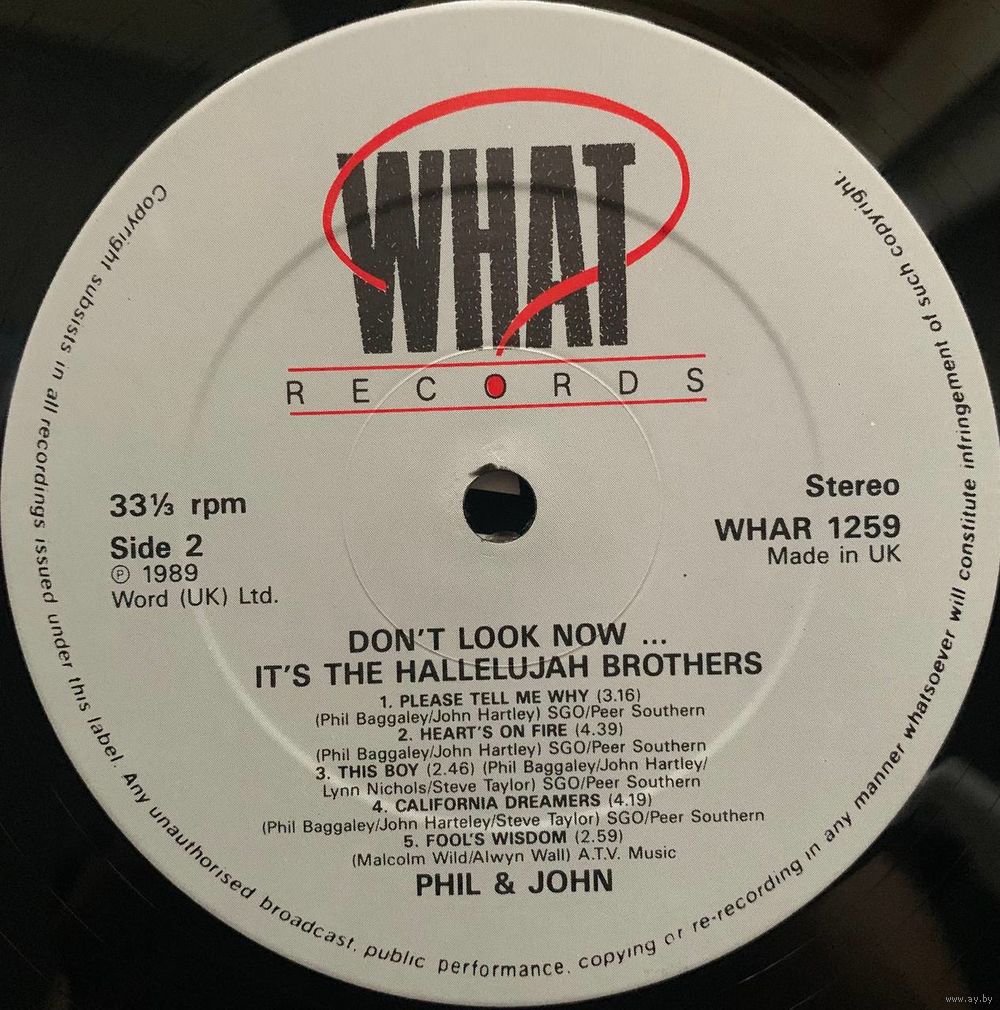 WHAT
RECORDS
33⅓ rpm
Side 2
Ⓟ 1989
Word (UK) Ltd.
Stereo
WHAR 1259
Made in UK
DON'T LOOK NOW ...
IT'S THE HALLELUJAH BROTHERS
1. PLEASE TELL ME WHY (3.16)
(Phil Baggaley/John Hartley) SGO/Peer Southern
2. HEART'S ON FIRE (4.39)
(Phil Baggaley/John Hartley) SGO/Peer Southern
3. THIS BOY (2.46) (Phil Baggaley/John Hartley/
Lynn Nichols/Steve Taylor) SGO/Peer Southern
4. CALIFORNIA DREAMERS (4.19)
(Phil Baggaley/John Harteley/Steve Taylor) SGO/Peer Southern
5. FOOL'S WISDOM (2.59)
(Malcolm Wild/Alwyn Wall) A.T.V. Music
PHIL & JOHN
Copyright subsists in all recordings issued under this label. Any unauthorised broadcast, public performance, copying or re-recording in any manner whatsoever will constitute infringement of such copyright.
www.ay.by